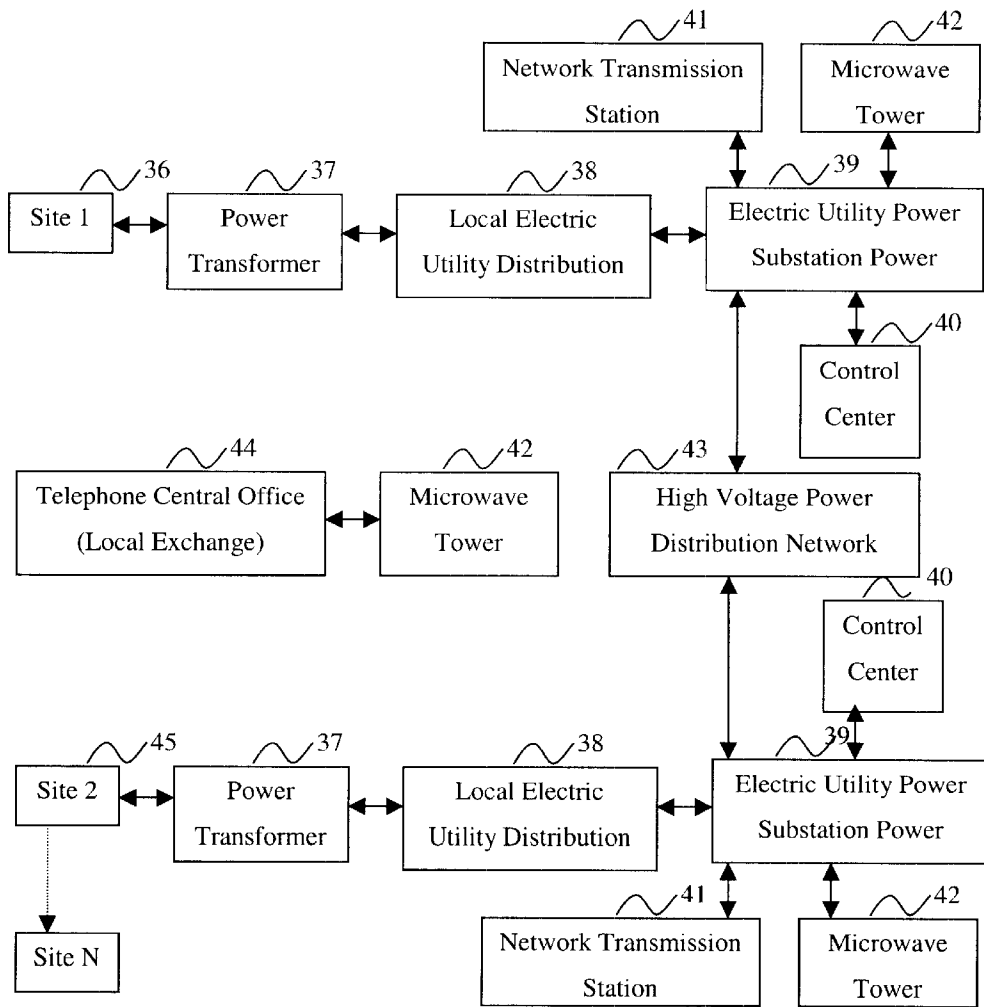 41
42
Network Transmission
Station
Microwave
Tower
36
37
38
39
Site 1
Power
Transformer
Local Electric
Utility Distribution
Electric Utility Power
Substation Power
40
Control
Center
44
42
43
Telephone Central Office
(Local Exchange)
Microwave
Tower
High Voltage Power
Distribution Network
40
Control
Center
45
37
38
39
Site 2
Power
Transformer
Local Electric
Utility Distribution
Electric Utility Power
Substation Power
41
42
Site N
Network Transmission
Station
Microwave
Tower